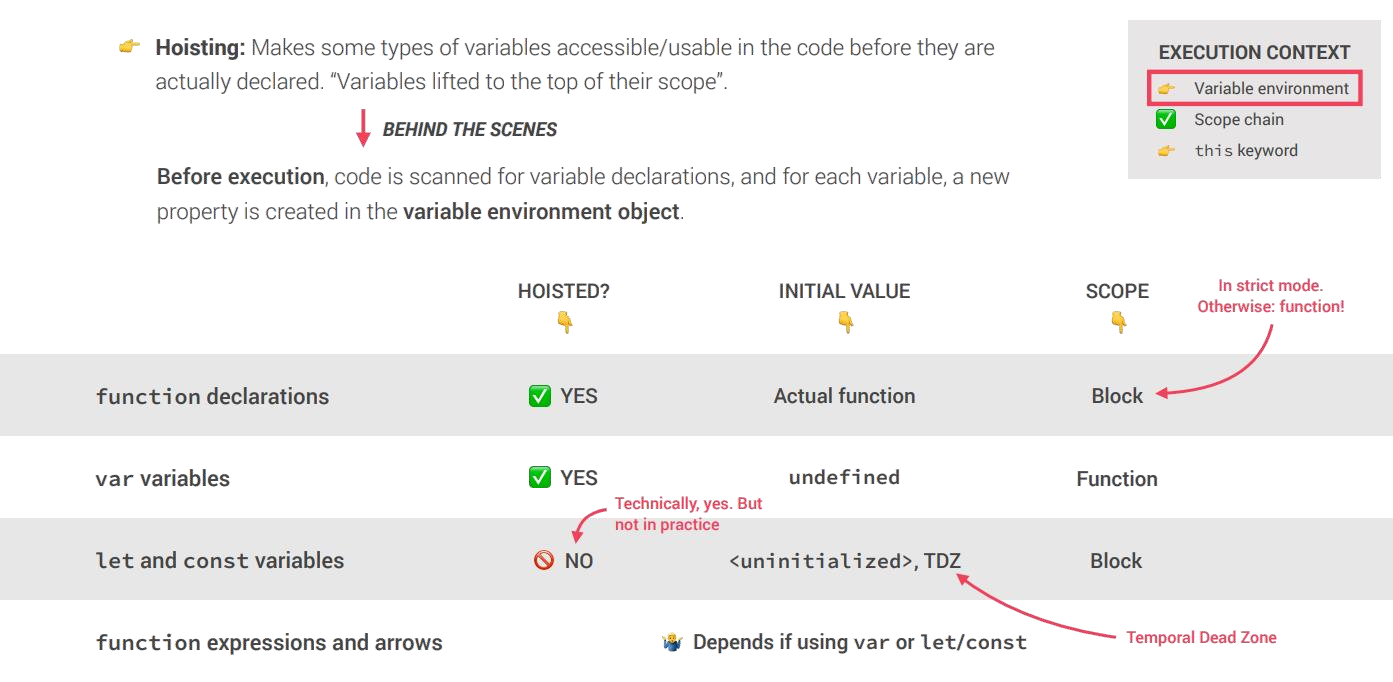 Hoisting: Makes some types of variables accessible/usable in the code before they are
actually declared. “Variables lifted to the top of their scope”.
BEHIND THE SCENES
Before execution, code is scanned for variable declarations, and for each variable, a new
property is created in the variable environment object.
EXECUTION CONTEXT
Variable environment
Scope chain
this keyword
HOISTED?
INITIAL VALUE
SCOPE
In strict mode.
Otherwise: function!
function declarations
YES
Actual function
Block
var variables
YES
undefined
Function
Technically, yes. But
not in practice
let and const variables
NO
<uninitialized>, TDZ
Block
Temporal Dead Zone
function expressions and arrows
Depends if using var or let/const